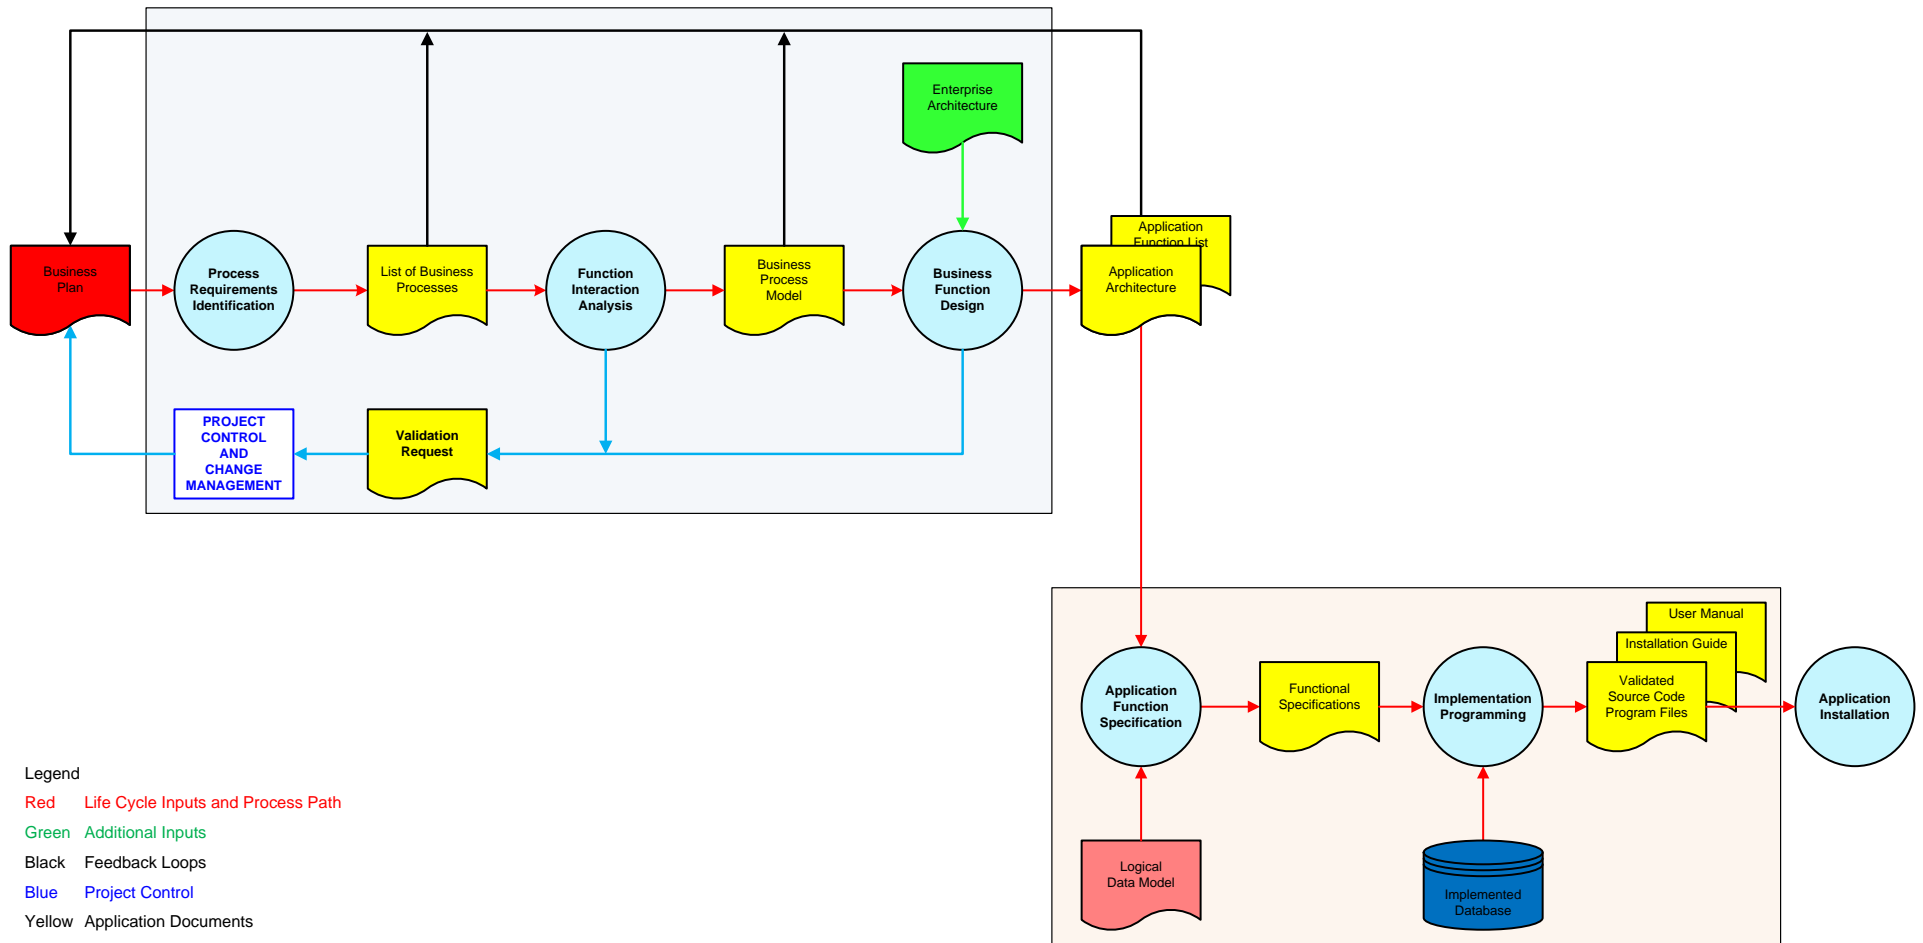 Enterprise
Architecture
Application
Function List
Business
Plan
Process
Requirements
Identification
List of Business
Processes
Function
Interaction
Analysis
Business
Process
Model
Business
Function
Design
Application
Architecture
PROJECT
CONTROL
AND
CHANGE
MANAGEMENT
Validation
Request
User Manual
Installation Guide
Application
Function
Specification
Functional
Specifications
Implementation
Programming
Validated
Source Code
Program Files
Application
Installation
Logical
Data Model
Implemented
Database
Legend
Red Life Cycle Inputs and Process Path
Green Additional Inputs
Black Feedback Loops
Blue Project Control
Yellow Application Documents